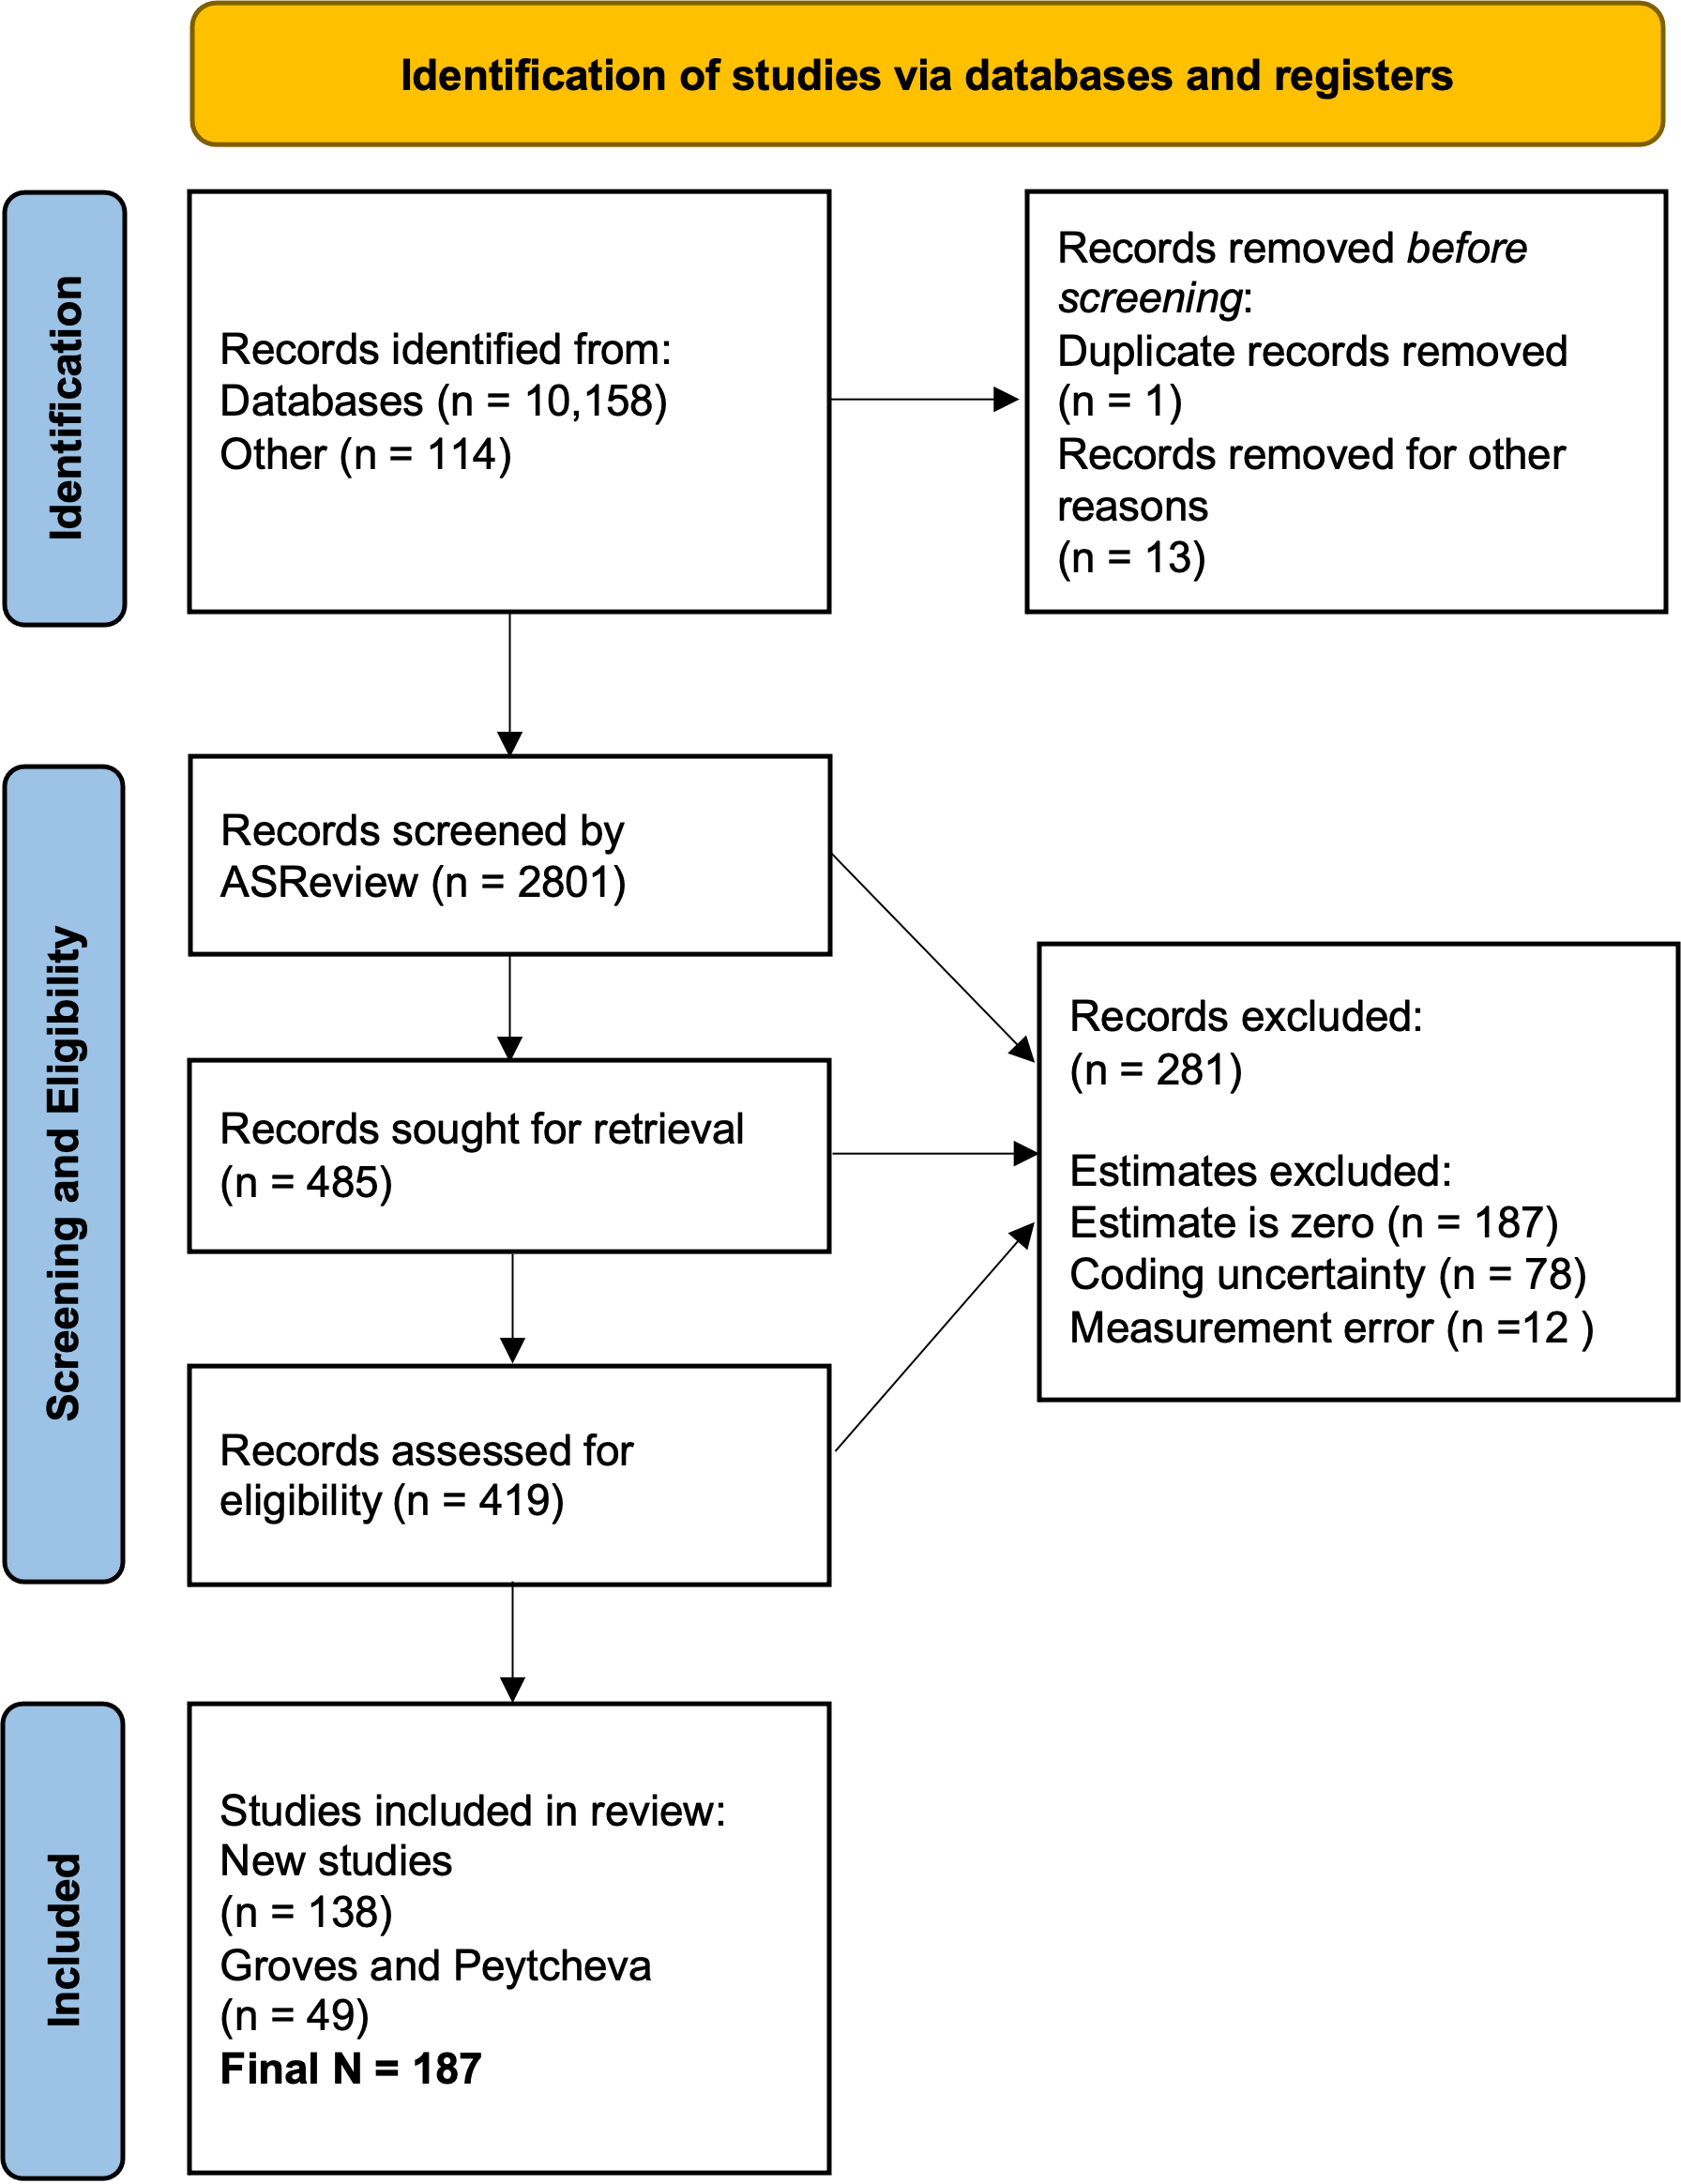 Identification of studies via databases and registers
Identification
Records identified from:
Databases (n = 10,158)
Other (n = 114)
Records removed before
screening:
Duplicate records removed
(n = 1)
Records removed for other
reasons
(n = 13)
Screening and Eligibility
Records screened by
ASReview (n = 2801)
Records sought for retrieval
(n = 485)
Records assessed for
eligibility (n = 419)
Records excluded:
(n = 281)
Estimates excluded:
Estimate is zero (n = 187)
Coding uncertainty (n = 78)
Measurement error (n =12 )
Included
Studies included in review:
New studies
(n = 138)
Groves and Peytcheva
(n = 49)
Final N = 187